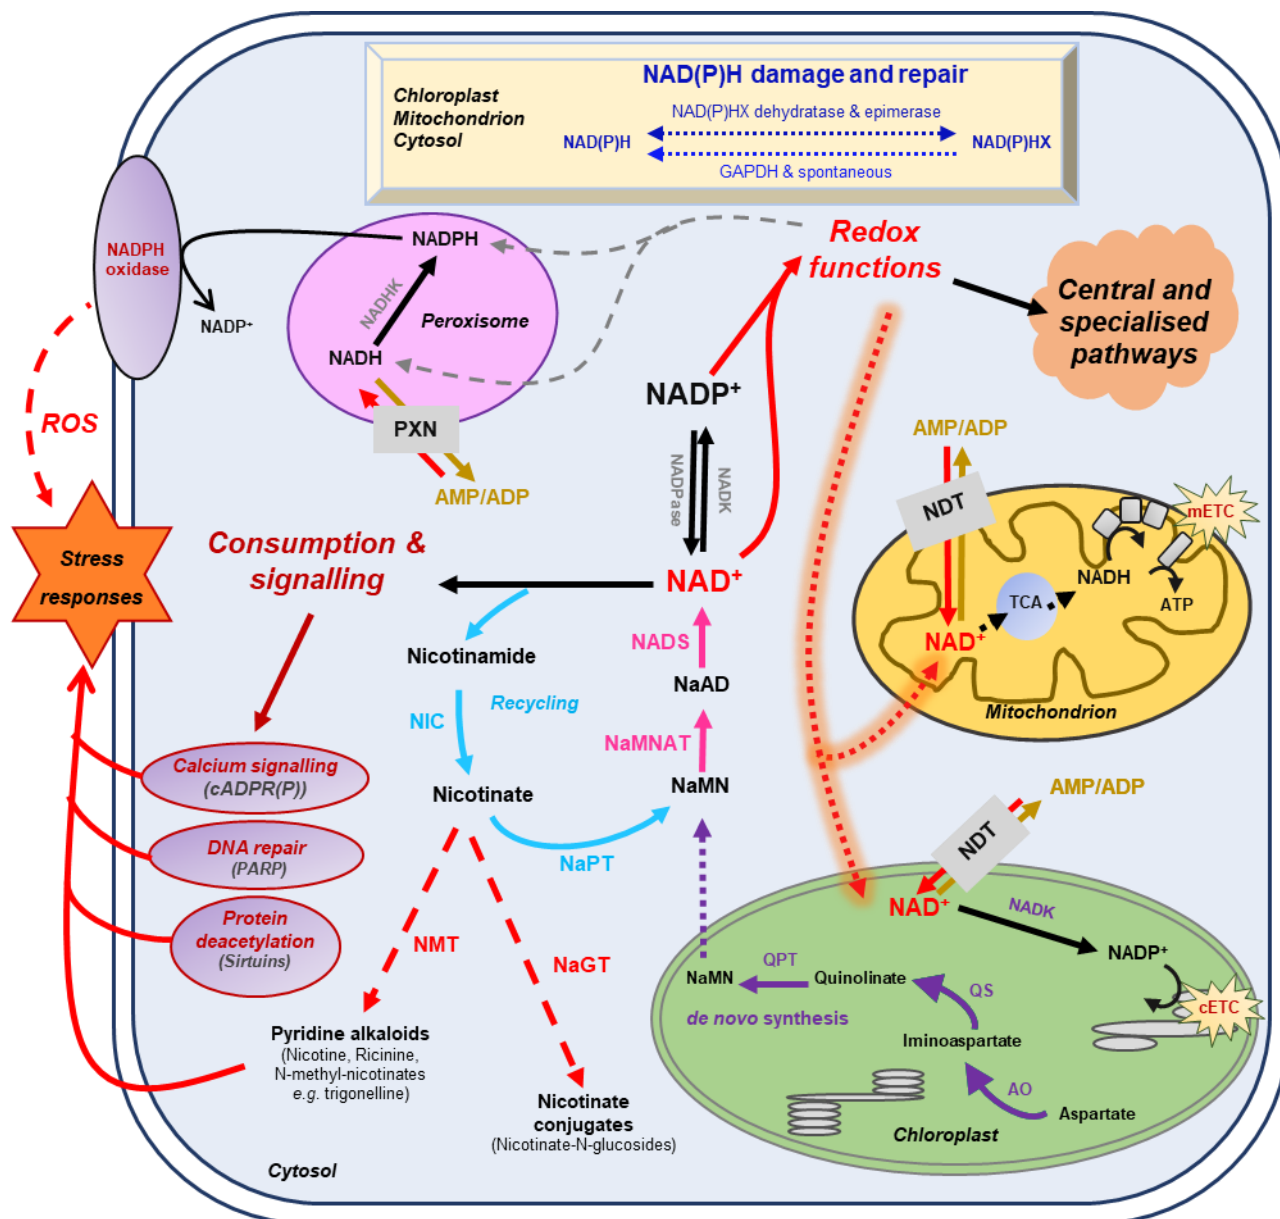 NAD(P)H damage and repair
Chloroplast
Mitochondrion
Cytosol
NAD(P)HX dehydratase & epimerase
NAD(P)H
NAD(P)HX
GAPDH & spontaneous
NADPH
oxidase
NADP⁺
NADPH
NADHK
Peroxisome
NADH
PXN
AMP/ADP
Redox
functions
Central and
specialised
pathways
ROS
Stress
responses
NADP⁺
NADPase
NADK
NAD⁺
Consumption &
signalling
AMP/ADP
NDT
mETC
NADH
TCA
ATP
NAD⁺
Mitochondrion
NADS
NaAD
NaMNAT
NaMN
Nicotinamide
Recycling
NIC
Nicotinate
NaPT
Calcium signalling
(cADPR(P))
DNA repair
(PARP)
Protein
deacetylation
(Sirtuins)
NMT
NaGT
Pyridine alkaloids
(Nicotine, Ricinine,
N-methyl-nicotinates
e.g. trigonelline)
Nicotinate
conjugates
(Nicotinate-N-glucosides)
Cytosol
AMP/ADP
NDT
NAD⁺
NADK
NADP⁺
cETC
NaMN
QPT
Quinolinate
QS
de novo synthesis
Iminoaspartate
AO
Aspartate
Chloroplast